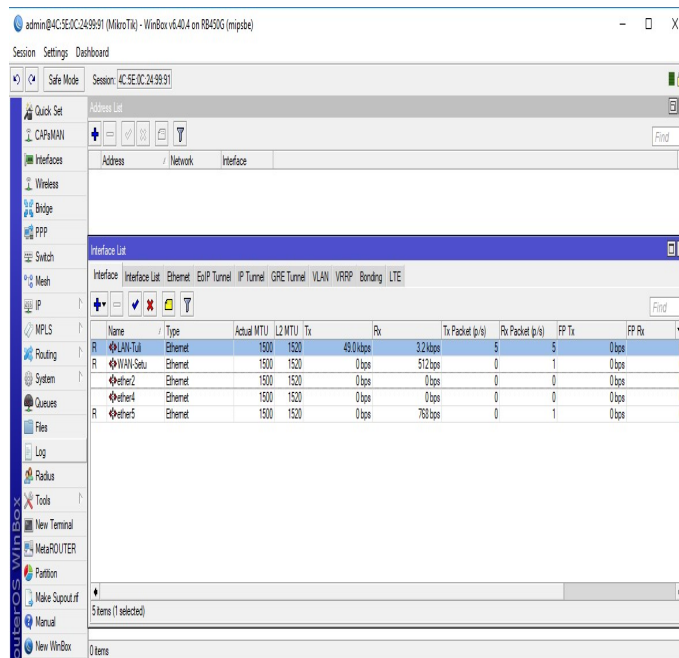 admin@4C:5E:0C:24:99:91 (MikroTik) - WinBox v6.40.4 on RB450G (mipsbe)
Session Settings Dashboard
Safe Mode Session: 4C:5E:0C:24:99:91
Quick Set
CAPsMAN
Interfaces
Wireless
Bridge
PPP
Switch
Mesh
IP
MPLS
Routing
System
Queues
Files
Log
Radius
Tools
New Terminal
MetaROUTER
Partition
Make Supout.rif
Manual
New WinBox
outerOS WinBox
Address List
Find
Address Network Interface
Interface List
Interface Interface List Ethernet EoIP Tunnel IP Tunnel GRE Tunnel VLAN VRRP Bonding LTE
Find
Name Type Actual MTU L2 MTU Tx Rx Tx Packet (p/s) Rx Packet (p/s) FP Tx FP Rx
R LAN-Tuli Ethernet 1500 1520 49.0 kbps 3.2 kbps 5 5 0 bps
R WAN-Setu Ethernet 1500 1520 0 bps 512 bps 0 1 0 bps
ether2 Ethernet 1500 1520 0 bps 0 bps 0 0 0 bps
ether4 Ethernet 1500 1520 0 bps 0 bps 0 0 0 bps
R ether5 Ethernet 1500 1520 0 bps 768 bps 0 1 0 bps
5 items (1 selected)
0 items